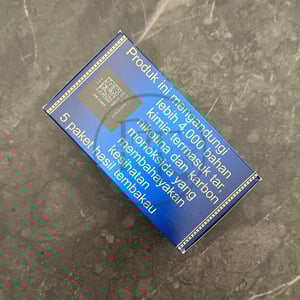 Produk ini mengandungi
lebih 4,000 bahan
kimia termasuk tar,
nikotina dan karbon
monoksida yang
membahayakan
kesihatan
5 paket hasil tembakau